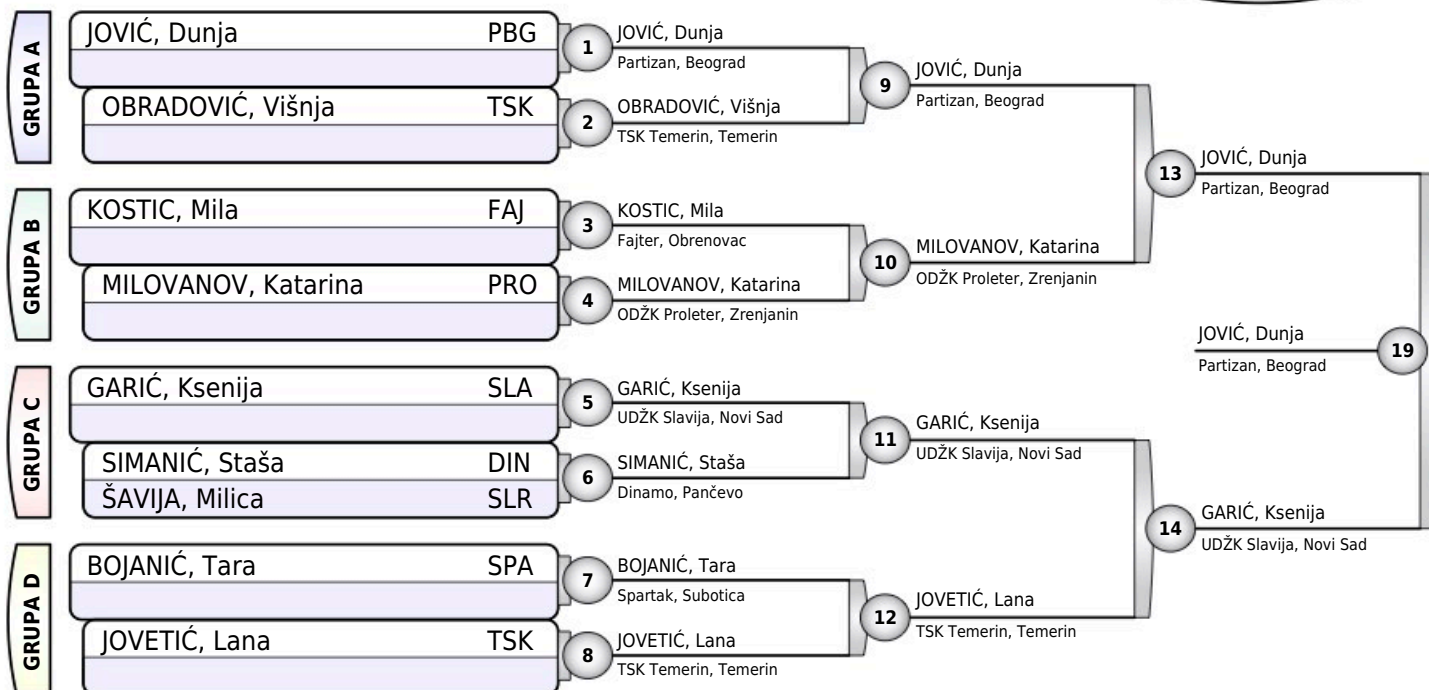 GRUPA A
JOVIĆ, Dunja PBG
OBRADOVIĆ, Višnja TSK
GRUPA B
KOSTIC, Mila FAJ
MILOVANOV, Katarina PRO
GRUPA C
GARIĆ, Ksenija SLA
SIMANIĆ, Staša DIN
ŠAVIJA, Milica SLR
GRUPA D
BOJANIĆ, Tara SPA
JOVETIĆ, Lana TSK
1
JOVIĆ, Dunja
Partizan, Beograd
2
OBRADOVIĆ, Višnja
TSK Temerin, Temerin
3
KOSTIC, Mila
Fajter, Obrenovac
4
MILOVANOV, Katarina
ODŽK Proleter, Zrenjanin
5
GARIĆ, Ksenija
UDŽK Slavija, Novi Sad
6
SIMANIĆ, Staša
Dinamo, Pančevo
7
BOJANIĆ, Tara
Spartak, Subotica
8
JOVETIĆ, Lana
TSK Temerin, Temerin
9
JOVIĆ, Dunja
Partizan, Beograd
10
MILOVANOV, Katarina
ODŽK Proleter, Zrenjanin
11
GARIĆ, Ksenija
UDŽK Slavija, Novi Sad
12
JOVETIĆ, Lana
TSK Temerin, Temerin
13
JOVIĆ, Dunja
Partizan, Beograd
14
GARIĆ, Ksenija
UDŽK Slavija, Novi Sad
JOVIĆ, Dunja
Partizan, Beograd
19